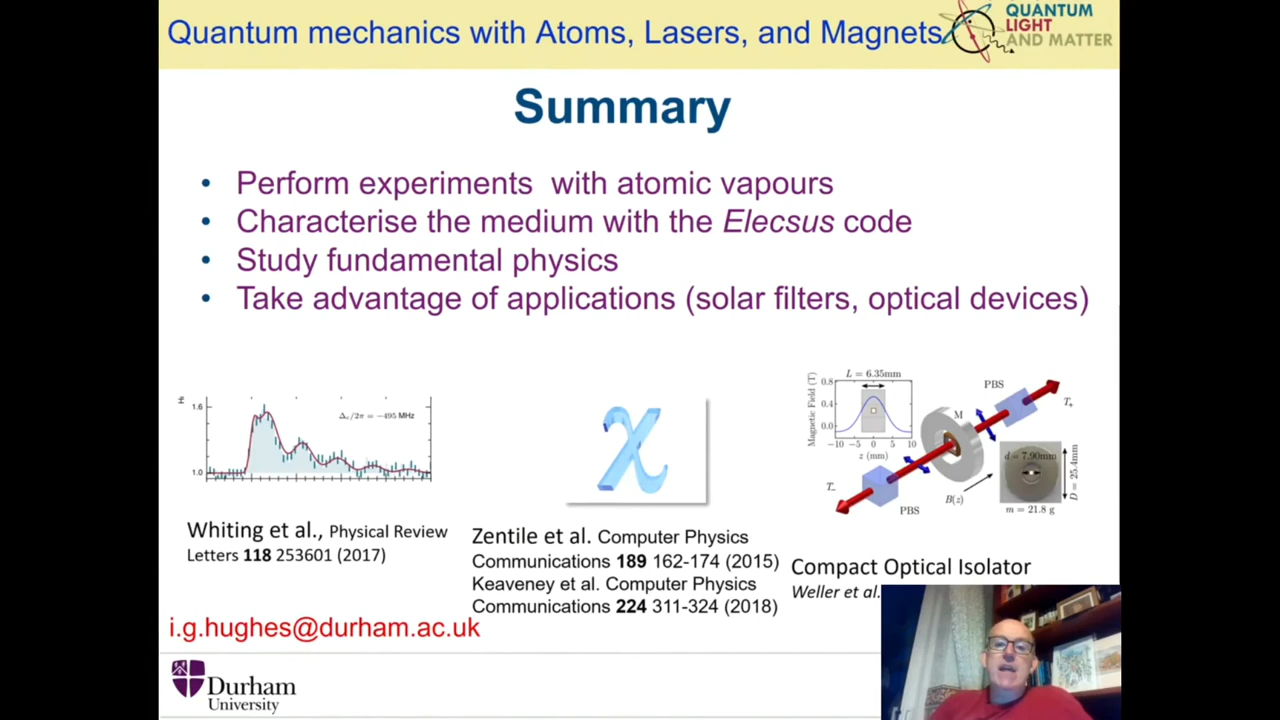 Quantum mechanics with Atoms, Lasers, and Magnets
QUANTUM
LIGHT
AND MATTER
Summary
• Perform experiments with atomic vapours
• Characterise the medium with the Elecsus code
• Study fundamental physics
• Take advantage of applications (solar filters, optical devices)
1.6
1.0
Δc/2π = −495 MHz
χ
L = 6.35mm
Magnetic Field (T)
0.8
0.4
0.0
−10 −5 0 5 10
z (mm)
PBS
T+
M
d = 7.90mm
D = 25.4mm
T−
B(z)
PBS
m = 21.8 g
Whiting et al., Physical Review
Letters 118 253601 (2017)
Zentile et al. Computer Physics
Communications 189 162-174 (2015)
Keaveney et al. Computer Physics
Communications 224 311-324 (2018)
Compact Optical Isolator
Weller et al.
i.g.hughes@durham.ac.uk
Durham
University